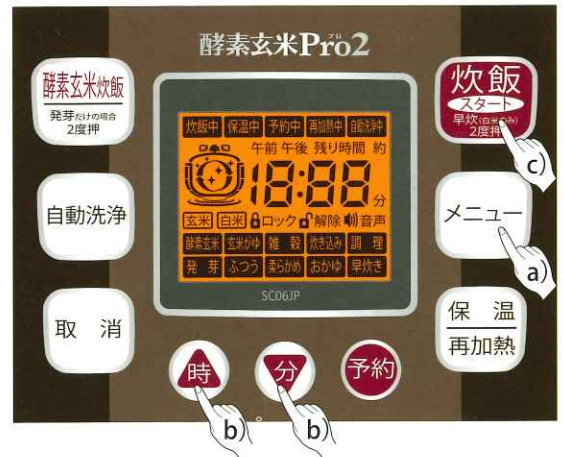 酵素玄米Pro2
プロ
酵素玄米炊飯
発芽だけの場合
2度押
自動洗浄
取 消
炊飯中 保温中 予約中 再加熱中 自動洗浄中
午前 午後 残り時間 約
18:88 分
玄米 白米 ロック 解除 音声
酵素玄米 玄米がゆ 雑 穀 炊き込み 調 理
発 芽 ふつう 柔らかめ おかゆ 早炊き
SC06JP
炊飯
スタート
早炊(白米のみ)
2度押
c)
メニュー
a)
保 温
再加熱
時
分
予約
b)
b)